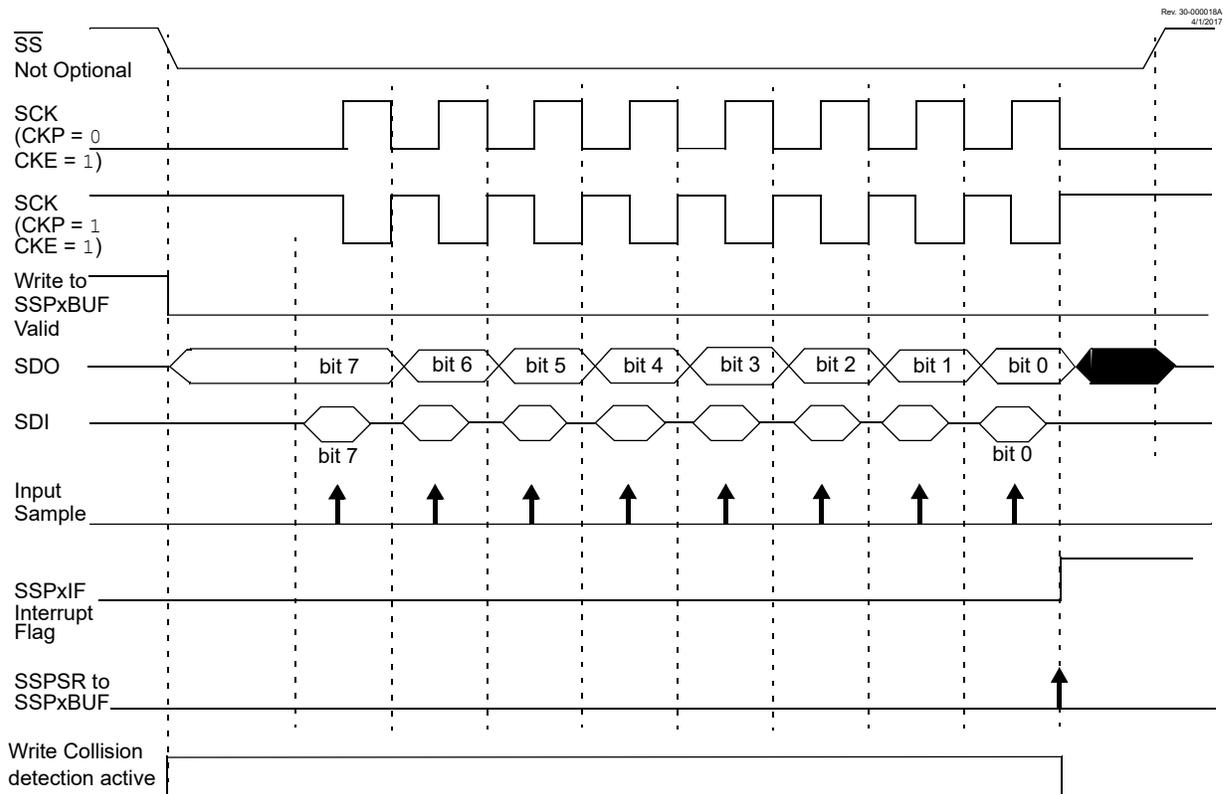 Rev. 30-000018A
4/1/2017
SS
Not Optional
SCK
(CKP = 0
CKE = 1)
SCK
(CKP = 1
CKE = 1)
Write to
SSPxBUF
Valid
SDO
bit 7
bit 6
bit 5
bit 4
bit 3
bit 2
bit 1
bit 0
SDI
bit 7
bit 0
Input
Sample
SSPxIF
Interrupt
Flag
SSPSR to
SSPxBUF
Write Collision
detection active